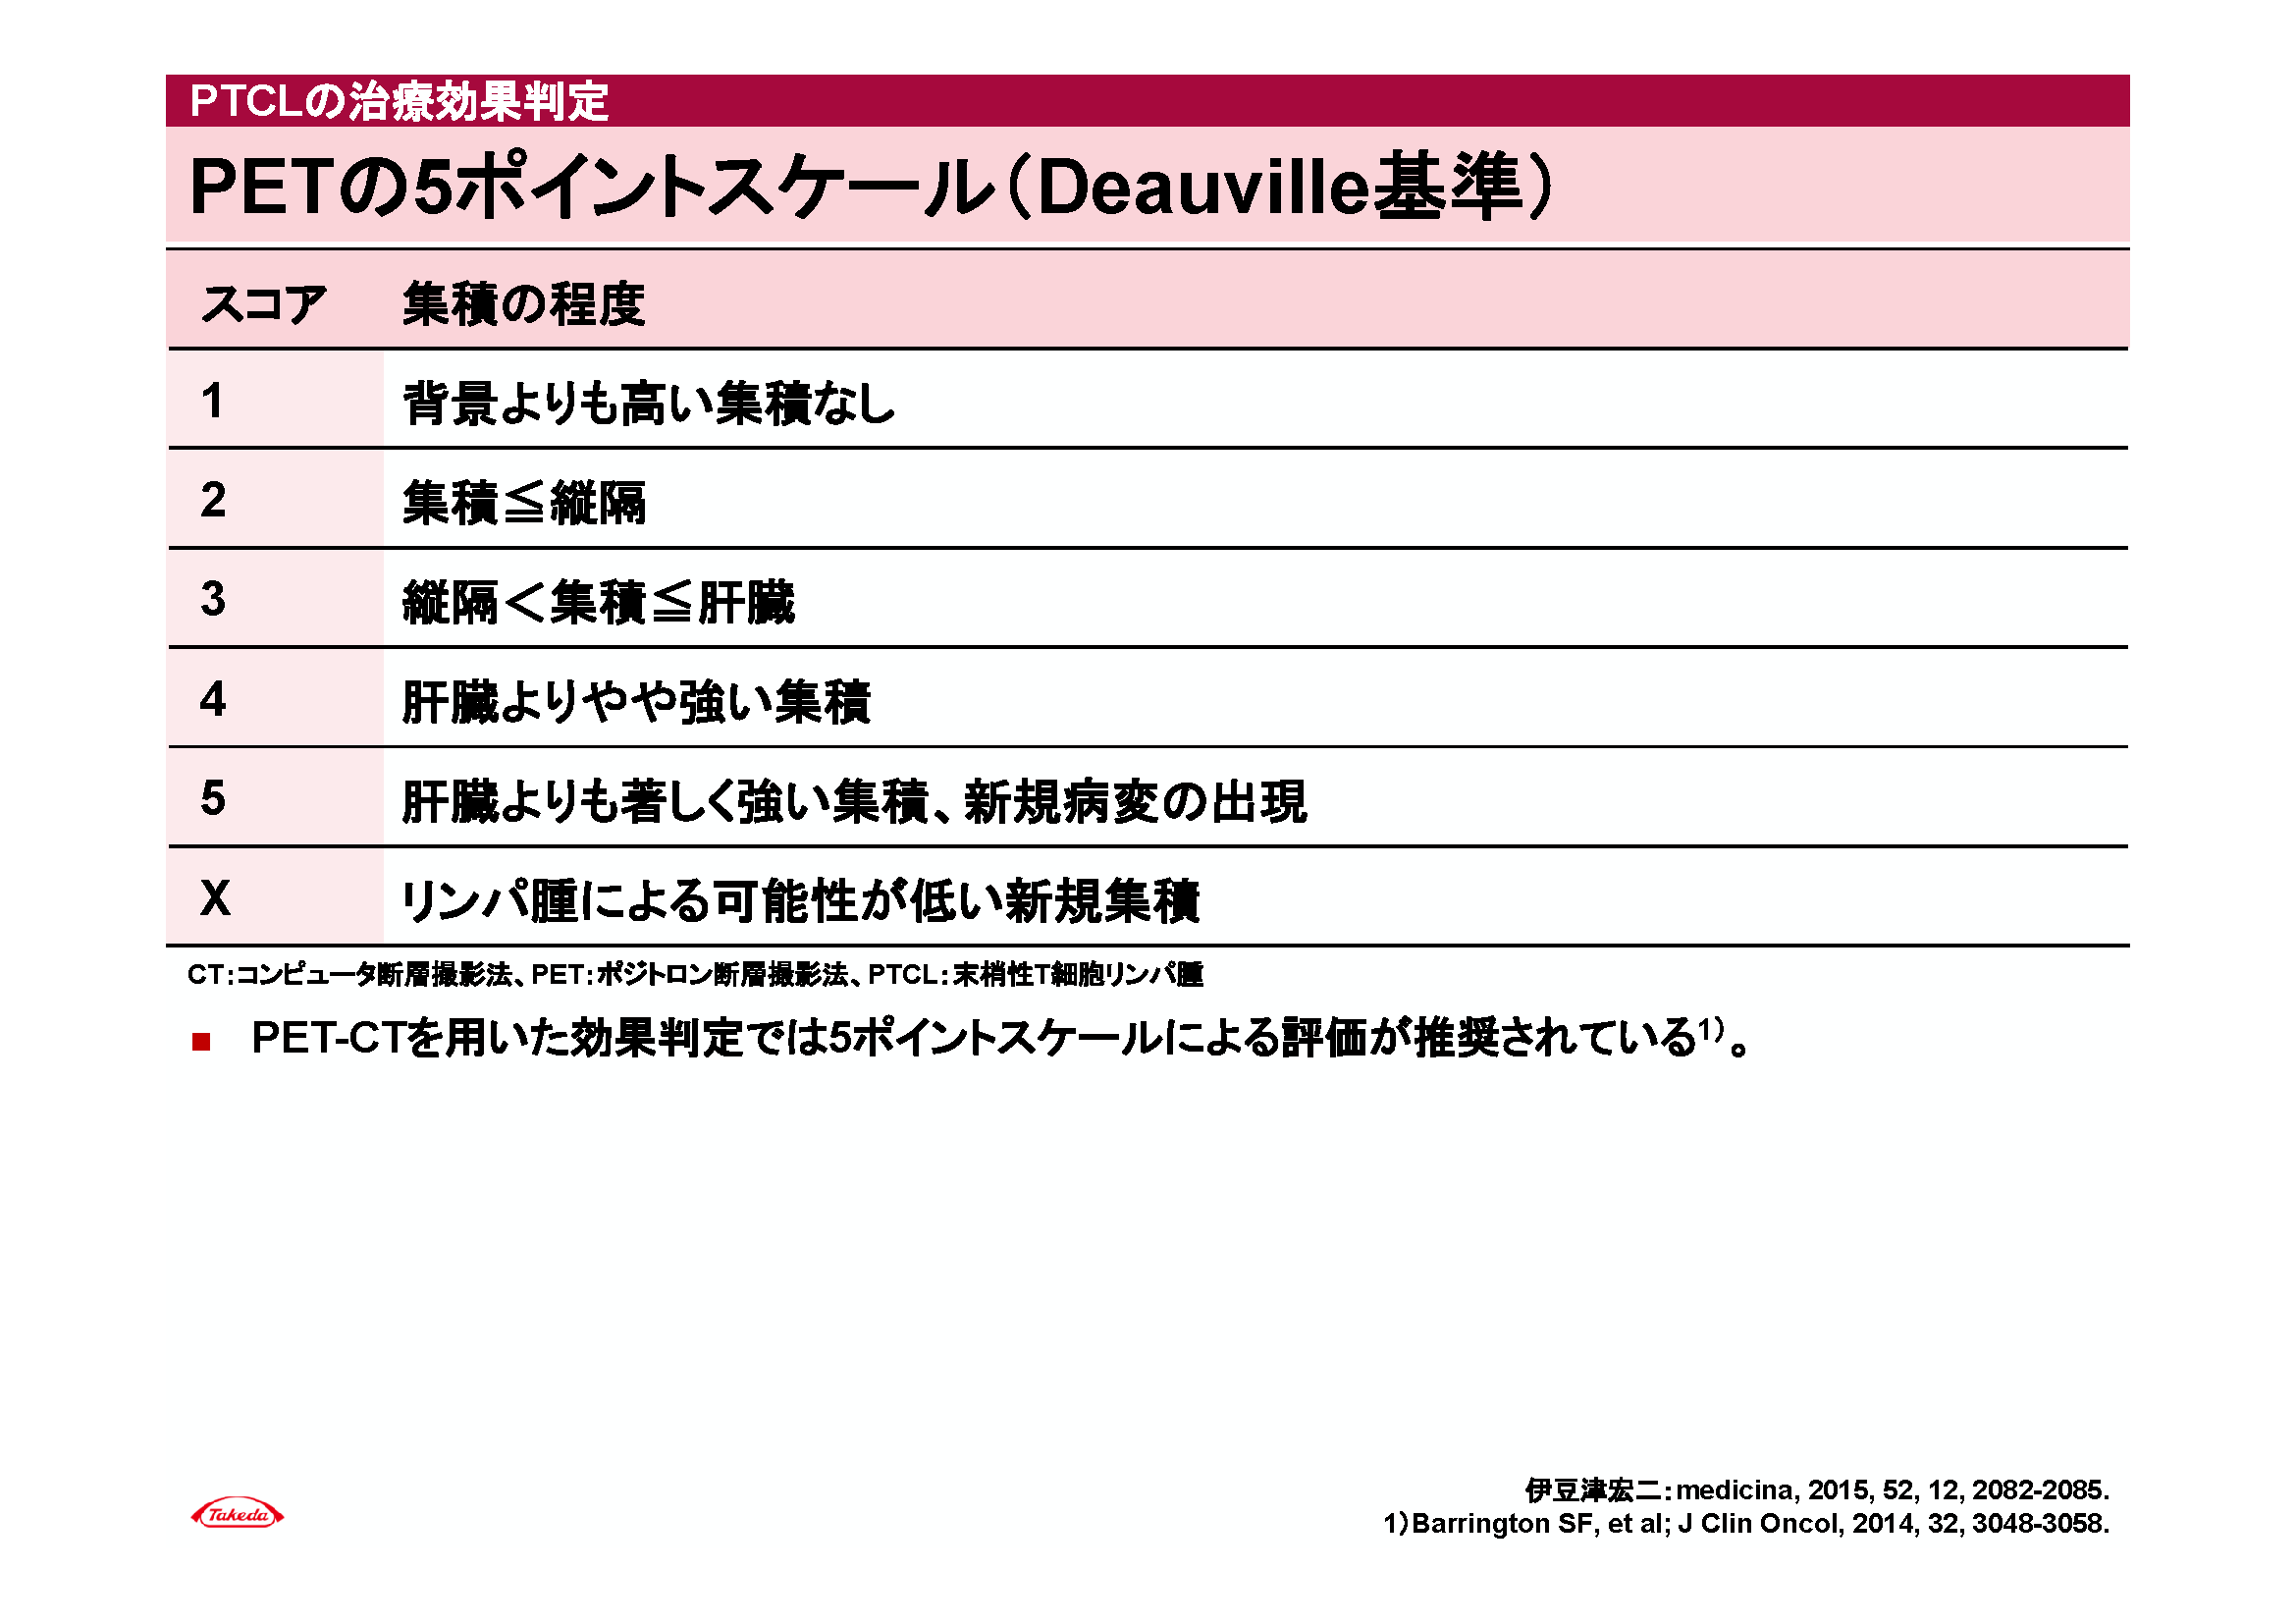 PTCLの治療効果判定
PETの5ポイントスケール（Deauville基準）
スコア 集積の程度
1 背景よりも高い集積なし
2 集積≦縦隔
3 縦隔＜集積≦肝臓
4 肝臓よりやや強い集積
5 肝臓よりも著しく強い集積、新規病変の出現
X リンパ腫による可能性が低い新規集積
CT：コンピュータ断層撮影法、PET：ポジトロン断層撮影法、PTCL：末梢性T細胞リンパ腫
■ PET-CTを用いた効果判定では5ポイントスケールによる評価が推奨されている1）。
伊豆津宏二：medicina, 2015, 52, 12, 2082-2085.
1）Barrington SF, et al; J Clin Oncol, 2014, 32, 3048-3058.
Takeda